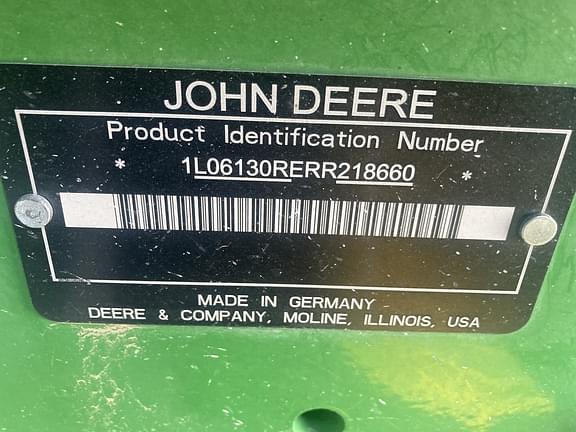 JOHN DEERE
Product Identification Number
* 1L06130RERR218660 *
MADE IN GERMANY
DEERE & COMPANY, MOLINE, ILLINOIS, USA